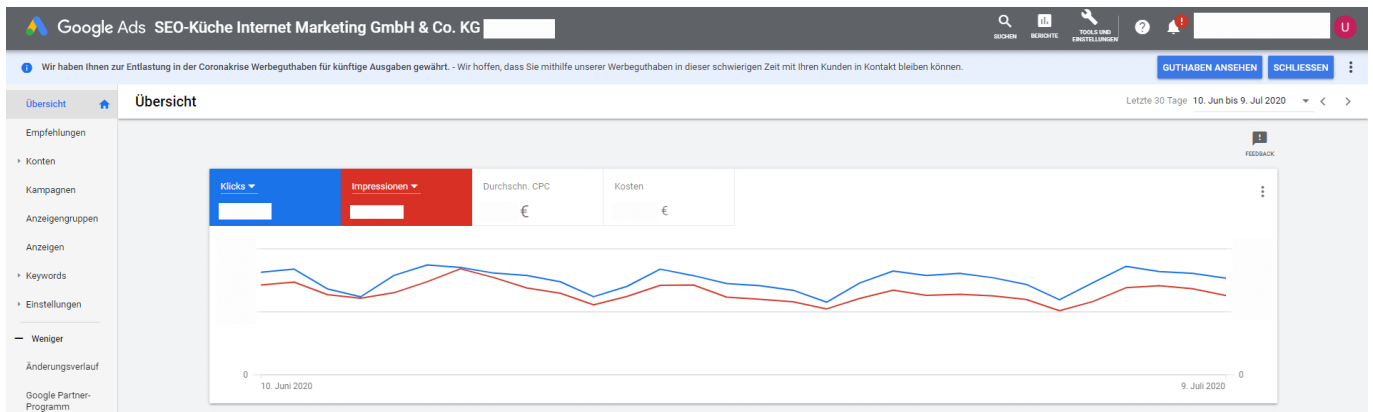 Google Ads SEO-Küche Internet Marketing GmbH & Co. KG
SUCHEN
BERICHTE
TOOLS UND
EINSTELLUNGEN
?
!
U
Wir haben Ihnen zur Entlastung in der Coronakrise Werbeguthaben für künftige Ausgaben gewährt. - Wir hoffen, dass Sie mithilfe unserer Werbeguthaben in dieser schwierigen Zeit mit Ihren Kunden in Kontakt bleiben können.
GUTHABEN ANSEHEN
SCHLIESSEN
Übersicht
Empfehlungen
Konten
Kampagnen
Anzeigengruppen
Anzeigen
Keywords
Einstellungen
Weniger
Änderungsverlauf
Google Partner-
Programm
Übersicht
Letzte 30 Tage 10. Jun bis 9. Jul 2020
FEEDBACK
Klicks
Impressionen
Durchschn. CPC
€
Kosten
€
0
0
10. Juni 2020
9. Juli 2020